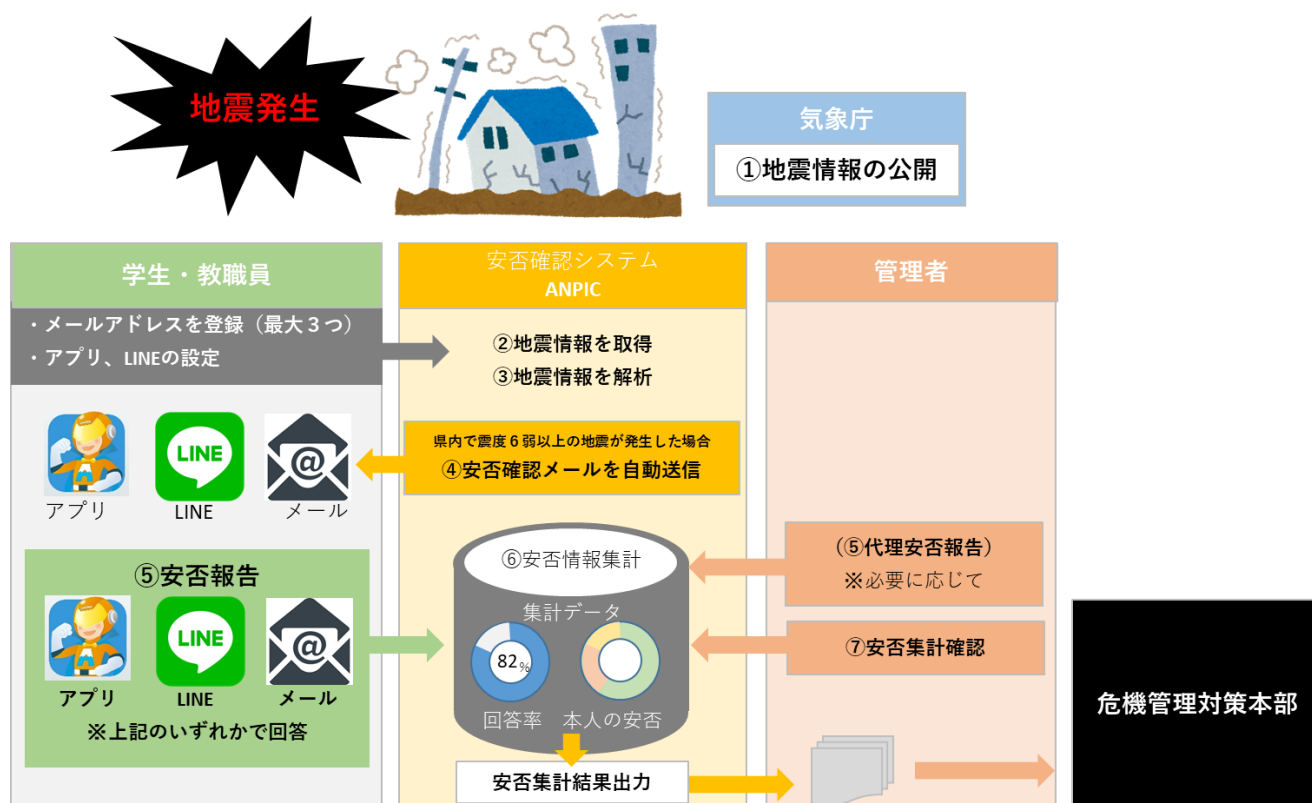 地震発生
気象庁
①地震情報の公開
学生・教職員
・メールアドレスを登録（最大３つ）
・アプリ、LINEの設定
アプリ
LINE
LINE
メール
⑤安否報告
アプリ
LINE
LINE
メール
※上記のいずれかで回答
安否確認システム
ANPIC
②地震情報を取得
③地震情報を解析
県内で震度６弱以上の地震が発生した場合
④安否確認メールを自動送信
⑥安否情報集計
集計データ
82%
回答率
本人の安否
安否集計結果出力
管理者
（⑤代理安否報告）
※必要に応じて
⑦安否集計確認
危機管理対策本部